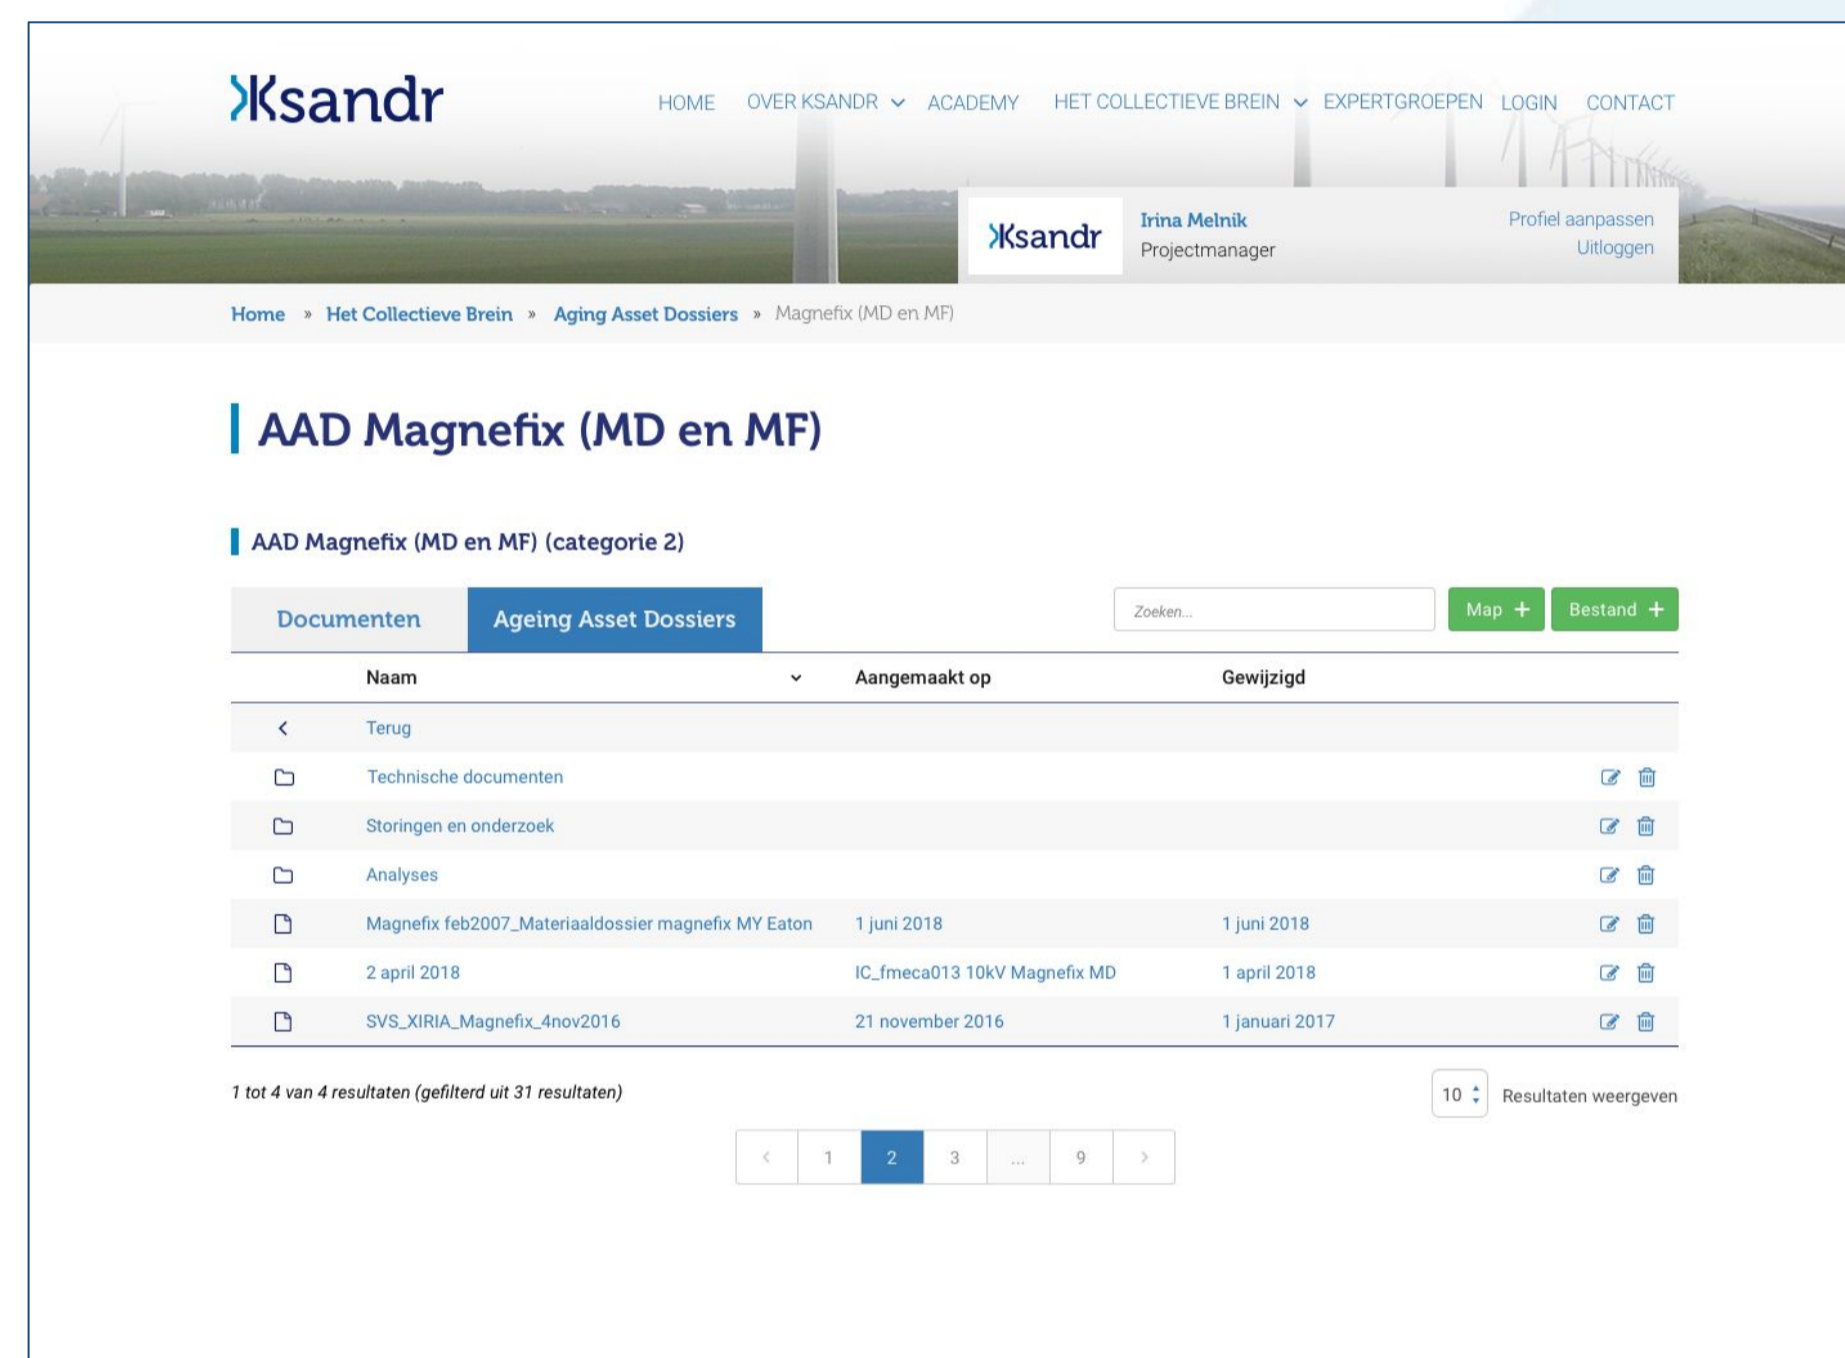 Ksandr
HOME OVER KSANDR ACADEMY HET COLLECTIEVE BREIN EXPERTGROEPEN LOGIN CONTACT
Ksandr
Irina Melnik
Projectmanager
Profiel aanpassen
Uitloggen
Home » Het Collectieve Brein » Aging Asset Dossiers » Magnefix (MD en MF)
AAD Magnefix (MD en MF)
AAD Magnefix (MD en MF) (categorie 2)
Documenten Ageing Asset Dossiers Zoeken... Map + Bestand +
Naam Aangemaakt op Gewijzigd
Terug
Technische documenten
Storingen en onderzoek
Analyses
Magnefix feb2007_Materiaaldossier magnefix MY Eaton 1 juni 2018 1 juni 2018
2 april 2018 IC_fmeca013 10kV Magnefix MD 1 april 2018
SVS_XIRIA_Magnefix_4nov2016 21 november 2016 1 januari 2017
1 tot 4 van 4 resultaten (gefilterd uit 31 resultaten) 10 Resultaten weergeven
< 1 2 3 ... 9 >